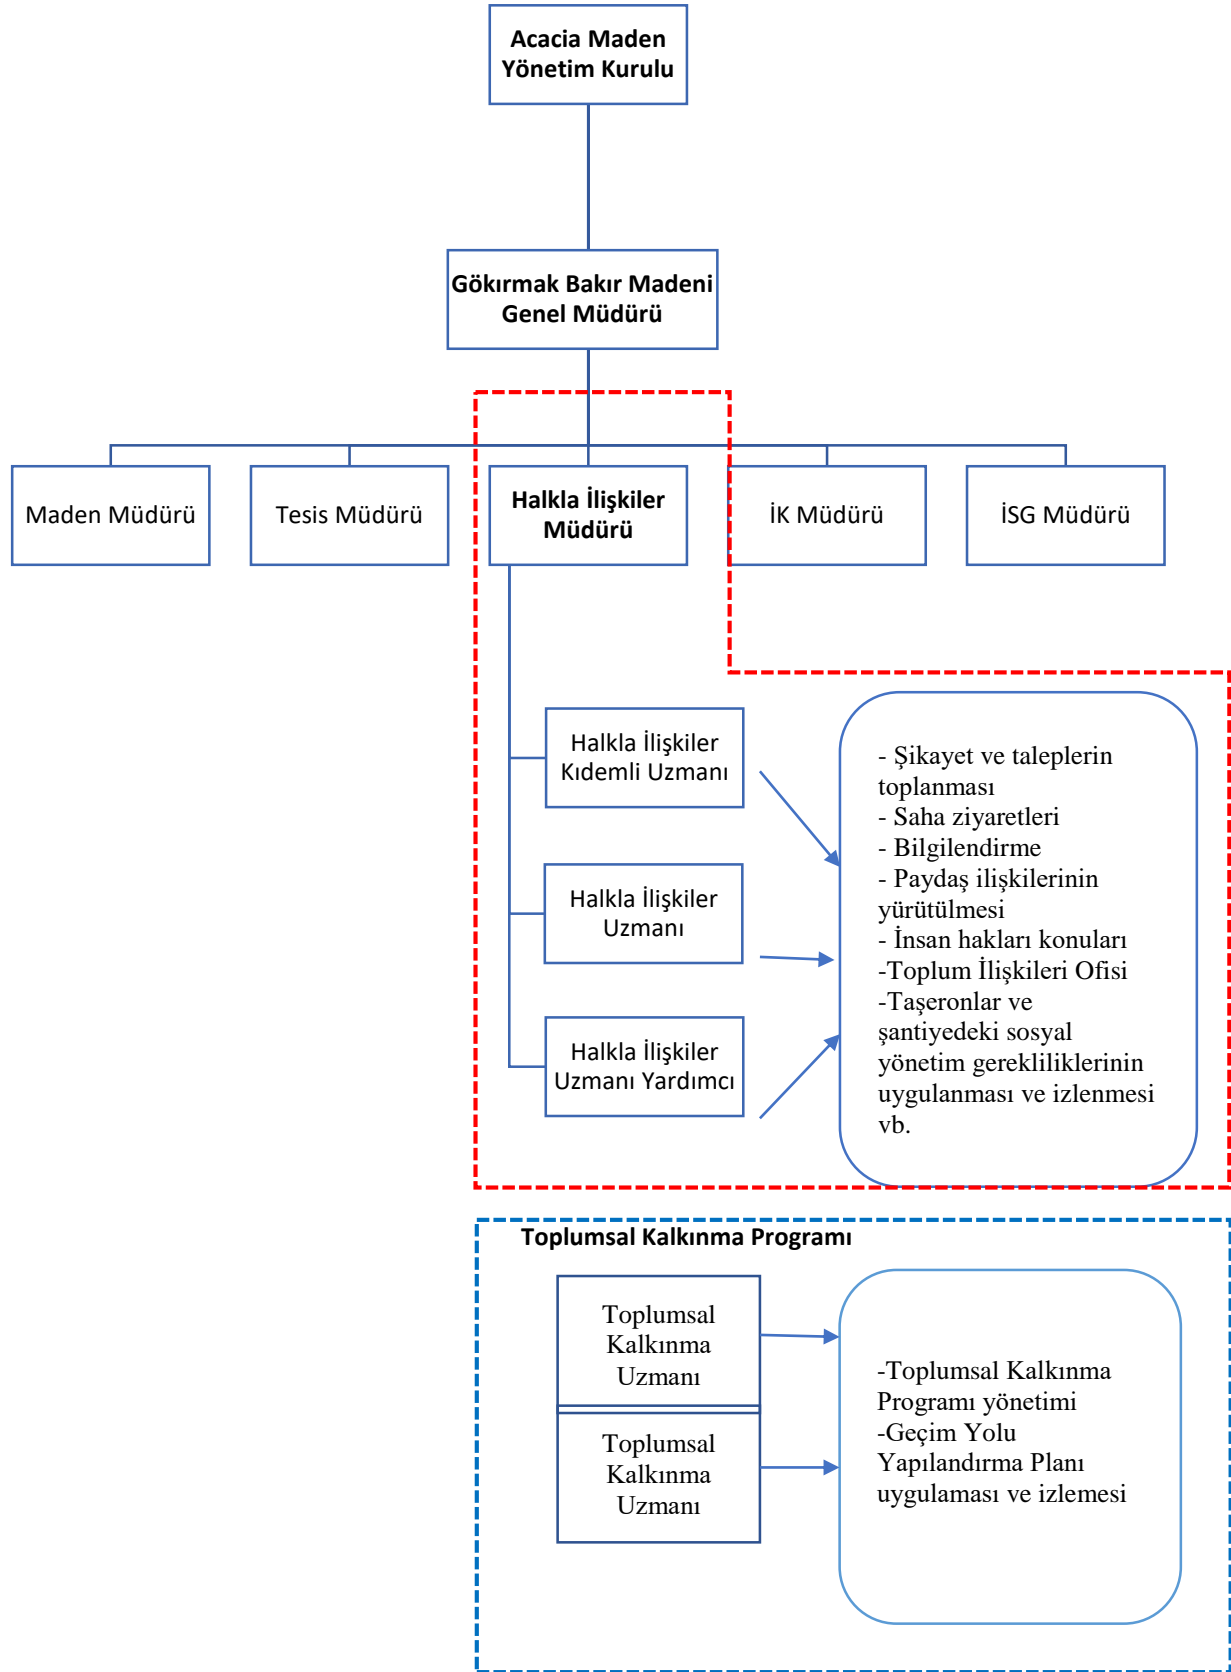 Acacia Maden
Yönetim Kurulu
Gökırmak Bakır Madeni
Genel Müdürü
Maden Müdürü
Tesis Müdürü
Halkla İlişkiler
Müdürü
İK Müdürü
İSG Müdürü
Halkla İlişkiler
Kıdemli Uzmanı
Halkla İlişkiler
Uzmanı
Halkla İlişkiler
Uzmanı Yardımcı
- Şikayet ve taleplerin
toplanması
- Saha ziyaretleri
- Bilgilendirme
- Paydaş ilişkilerinin
yürütülmesi
- İnsan hakları konuları
-Toplum İlişkileri Ofisi
-Taşeronlar ve
şantiyedeki sosyal
yönetim gerekliliklerinin
uygulanması ve izlenmesi
vb.
Toplumsal Kalkınma Programı
Toplumsal
Kalkınma
Uzmanı
Toplumsal
Kalkınma
Uzmanı
-Toplumsal Kalkınma
Programı yönetimi
-Geçim Yolu
Yapılandırma Planı
uygulaması ve izlemesi